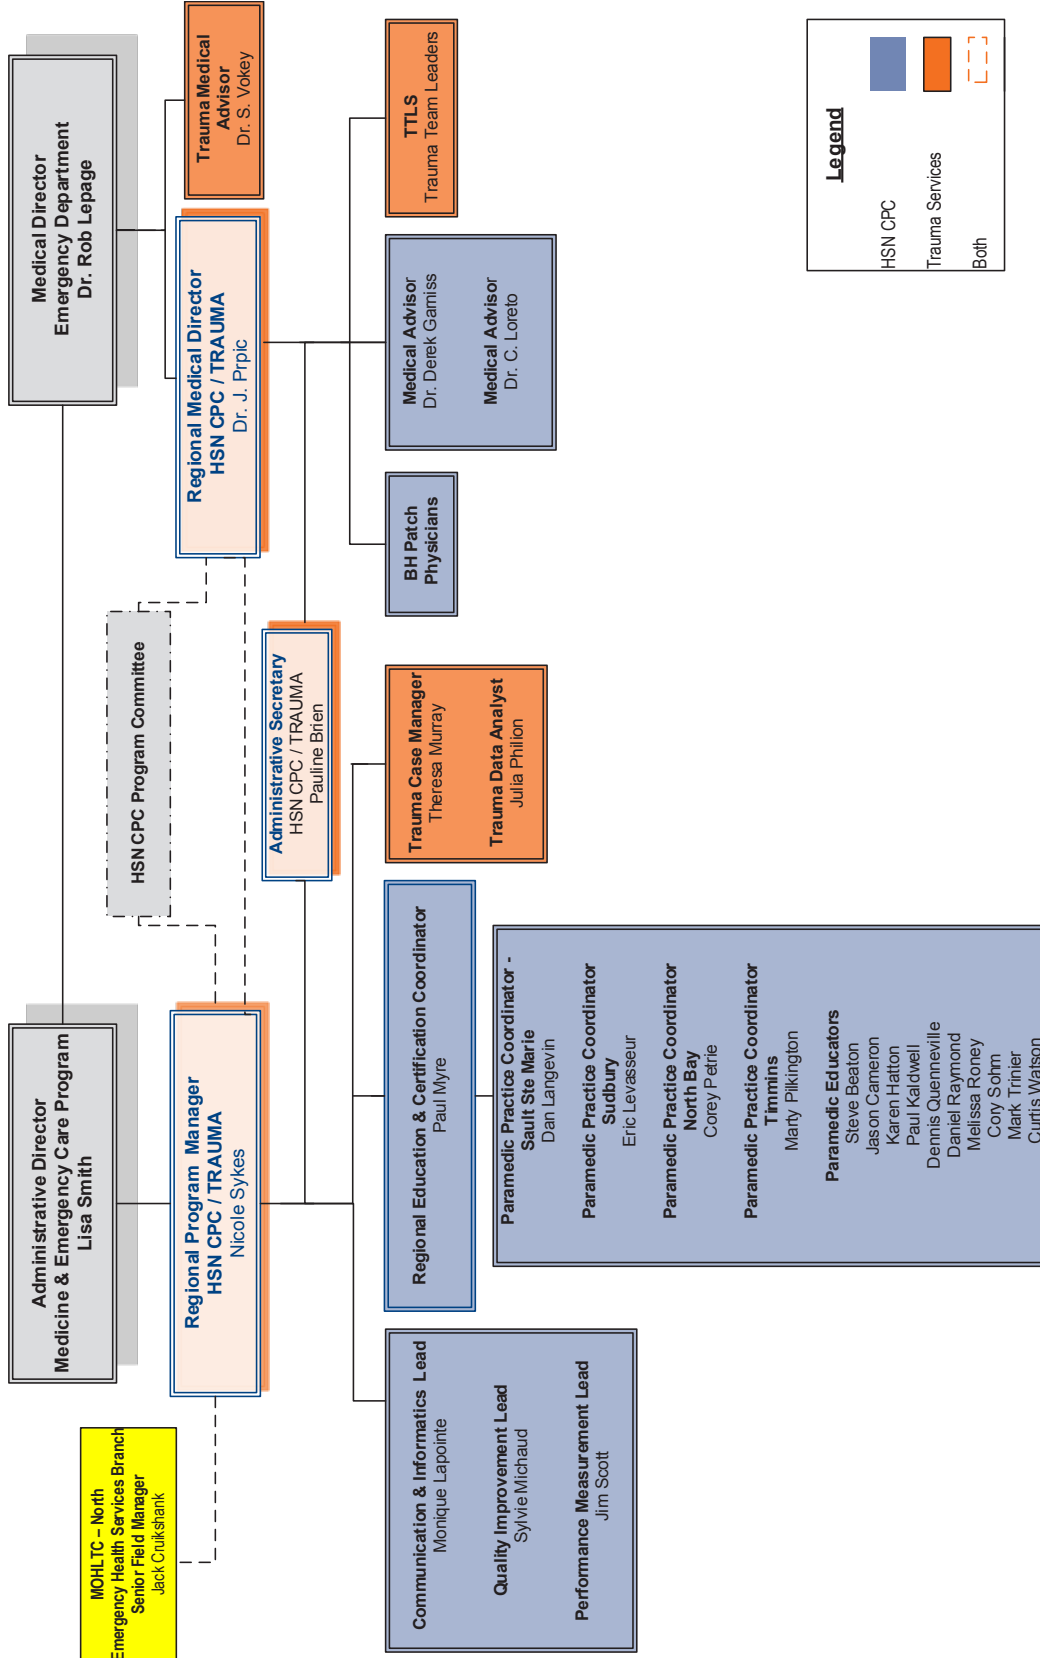 Administrative Director
Medicine & Emergency Care Program
Lisa Smith
Medical Director
Emergency Department
Dr. Rob Lepage
MOHLTC – North
Emergency Health Services Branch
Senior Field Manager
Jack Cruikshank
HSN CPC Program Committee
Regional Program Manager
HSN CPC / TRAUMA
Nicole Sykes
Regional Medical Director
HSN CPC / TRAUMA
Dr. J. Prpic
Trauma Medical
Advisor
Dr. S. Vokey
Administrative Secretary
HSN CPC / TRAUMA
Pauline Brien
Communication & Informatics Lead
Monique Lapointe
Quality Improvement Lead
Sylvie Michaud
Performance Measurement Lead
Jim Scott
Regional Education & Certification Coordinator
Paul Myre
Trauma Case Manager
Theresa Murray
Trauma Data Analyst
Julia Philion
BH Patch
Physicians
Medical Advisor
Dr. Derek Garniss
Medical Advisor
Dr. C. Loreto
TTLS
Trauma Team Leaders
Paramedic Practice Coordinator -
Sault Ste Marie
Dan Langevin
Paramedic Practice Coordinator
Sudbury
Eric Levasseur
Paramedic Practice Coordinator
North Bay
Corey Petrie
Paramedic Practice Coordinator
Timmins
Marty Pilkington
Paramedic Educators
Steve Beaton
Jason Cameron
Karen Hatton
Paul Kaldwell
Dennis Quenneville
Daniel Raymond
Melissa Roney
Cory Sohm
Mark Trinier
Curtis Watson
Legend
HSN CPC
Trauma Services
Both